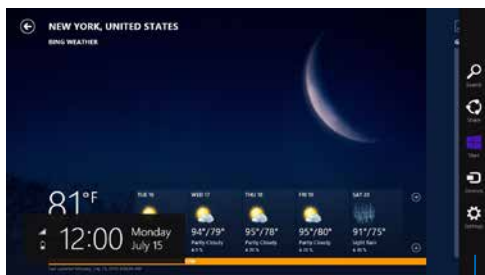 NEW YORK, UNITED STATES
BING WEATHER
Search
Share
Start
Devices
Settings
81°F
TUE 16
WED 17
THU 18
FRI 19
SAT 20
12:00 Monday
July 15
94°/79°
95°/78°
95°/80°
91°/75°
Partly Cloudy
Partly Cloudy
Partly Cloudy
Light Rain